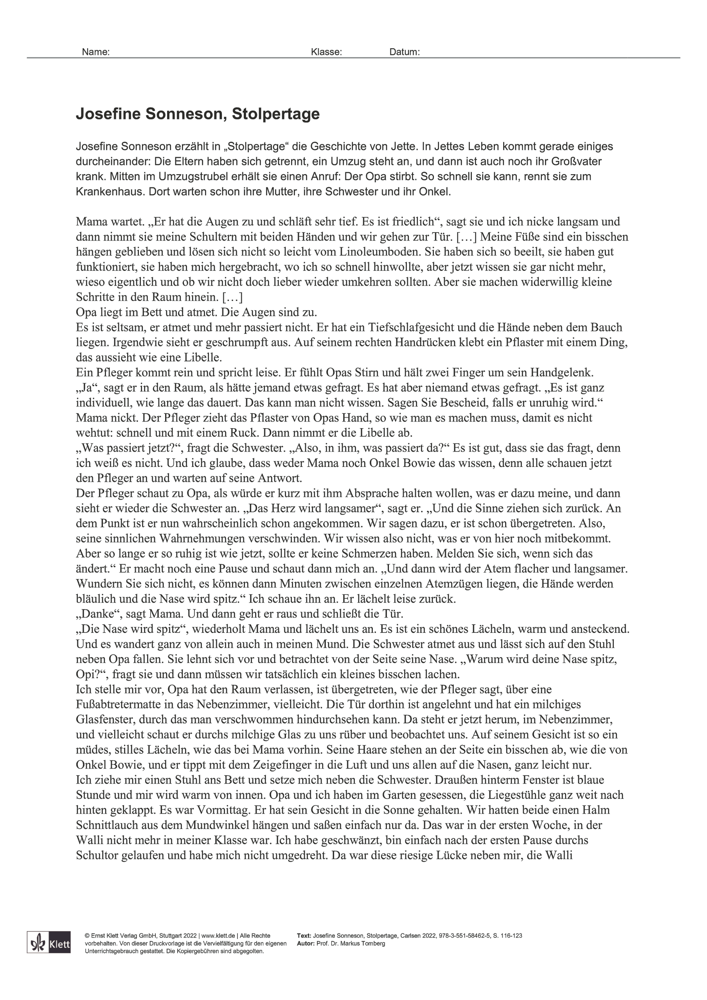 Name: Klasse: Datum:
Josefine Sonneson, Stolpertage
Josefine Sonneson erzählt in „Stolpertage“ die Geschichte von Jette. In Jettes Leben kommt gerade einiges
durcheinander: Die Eltern haben sich getrennt, ein Umzug steht an, und dann ist auch noch ihr Großvater
krank. Mitten im Umzugstrubel erhält sie einen Anruf: Der Opa stirbt. So schnell sie kann, rennt sie zum
Krankenhaus. Dort warten schon ihre Mutter, ihre Schwester und ihr Onkel.
Mama wartet. „Er hat die Augen zu und schläft sehr tief. Es ist friedlich“, sagt sie und ich nicke langsam und
dann nimmt sie meine Schultern mit beiden Händen und wir gehen zur Tür. […] Meine Füße sind ein bisschen
hängen geblieben und lösen sich nicht so leicht vom Linoleumboden. Sie haben sich so beeilt, sie haben gut
funktioniert, sie haben mich hergebracht, wo ich so schnell hinwollte, aber jetzt wissen sie gar nicht mehr,
wieso eigentlich und ob wir nicht doch lieber wieder umkehren sollten. Aber sie machen widerwillig kleine
Schritte in den Raum hinein. […]
Opa liegt im Bett und atmet. Die Augen sind zu.
Es ist seltsam, er atmet und mehr passiert nicht. Er hat ein Tiefschlafgesicht und die Hände neben dem Bauch
liegen. Irgendwie sieht er geschrumpft aus. Auf seinem rechten Handrücken klebt ein Pflaster mit einem Ding,
das aussieht wie eine Libelle.
Ein Pfleger kommt rein und spricht leise. Er fühlt Opas Stirn und hält zwei Finger um sein Handgelenk.
„Ja“, sagt er in den Raum, als hätte jemand etwas gefragt. Es hat aber niemand etwas gefragt. „Es ist ganz
individuell, wie lange das dauert. Das kann man nicht wissen. Sagen Sie Bescheid, falls er unruhig wird.“
Mama nickt. Der Pfleger zieht das Pflaster von Opas Hand, so wie man es machen muss, damit es nicht
wehtut: schnell und mit einem Ruck. Dann nimmt er die Libelle ab.
„Was passiert jetzt?“, fragt die Schwester. „Also, in ihm, was passiert da?“ Es ist gut, dass sie das fragt, denn
ich weiß es nicht. Und ich glaube, dass weder Mama noch Onkel Bowie das wissen, denn alle schauen jetzt
den Pfleger an und warten auf seine Antwort.
Der Pfleger schaut zu Opa, als würde er kurz mit ihm Absprache halten wollen, was er dazu meine, und dann
sieht er wieder die Schwester an. „Das Herz wird langsamer“, sagt er. „Und die Sinne ziehen sich zurück. An
dem Punkt ist er nun wahrscheinlich schon angekommen. Wir sagen dazu, er ist schon übergetreten. Also,
seine sinnlichen Wahrnehmungen verschwinden. Wir wissen also nicht, was er von hier noch mitbekommt.
Aber so lange er so ruhig ist wie jetzt, sollte er keine Schmerzen haben. Melden Sie sich, wenn sich das
ändert.“ Er macht noch eine Pause und schaut dann mich an. „Und dann wird der Atem flacher und langsamer.
Wundern Sie sich nicht, es können dann Minuten zwischen einzelnen Atemzügen liegen, die Hände werden
bläulich und die Nase wird spitz.“ Ich schaue ihn an. Er lächelt leise zurück.
„Danke“, sagt Mama. Und dann geht er raus und schließt die Tür.
„Die Nase wird spitz“, wiederholt Mama und lächelt uns an. Es ist ein schönes Lächeln, warm und ansteckend.
Und es wandert ganz von allein auch in meinen Mund. Die Schwester atmet aus und lässt sich auf den Stuhl
neben Opa fallen. Sie lehnt sich vor und betrachtet von der Seite seine Nase. „Warum wird deine Nase spitz,
Opi?“, fragt sie und dann müssen wir tatsächlich ein kleines bisschen lachen.
Ich stelle mir vor, Opa hat den Raum verlassen, ist übergetreten, wie der Pfleger sagt, über eine
Fußabtretermatte in das Nebenzimmer, vielleicht. Die Tür dorthin ist angelehnt und hat ein milchiges
Glasfenster, durch das man verschwommen hindurchsehen kann. Da steht er jetzt herum, im Nebenzimmer,
und vielleicht schaut er durchs milchige Glas zu uns rüber und beobachtet uns. Auf seinem Gesicht ist so ein
müdes, stilles Lächeln, wie das bei Mama vorhin. Seine Haare stehen an der Seite ein bisschen ab, wie die von
Onkel Bowie, und er tippt mit dem Zeigefinger in die Luft und uns allen auf die Nasen, ganz leicht nur.
Ich ziehe mir einen Stuhl ans Bett und setze mich neben die Schwester. Draußen hinterm Fenster ist blaue
Stunde und mir wird warm von innen. Opa und ich haben im Garten gesessen, die Liegestühle ganz weit nach
hinten geklappt. Es war Vormittag. Er hat sein Gesicht in die Sonne gehalten. Wir hatten beide einen Halm
Schnittlauch aus dem Mundwinkel hängen und saßen einfach nur da. Das war in der ersten Woche, in der
Walli nicht mehr in meiner Klasse war. Ich habe geschwänzt, bin einfach nach der ersten Pause durchs
Schultor gelaufen und habe mich nicht umgedreht. Da war diese riesige Lücke neben mir, die Walli
Klett
© Ernst Klett Verlag GmbH, Stuttgart 2022 | www.klett.de | Alle Rechte
vorbehalten. Von dieser Druckvorlage ist die Vervielfältigung für den eigenen
Unterrichtsgebrauch gestattet. Die Kopiergebühren sind abgegolten.
Text: Josefine Sonneson, Stolpertage, Carlsen 2022, 978-3-551-58462-5, S. 116-123
Autor: Prof. Dr. Markus Tomberg